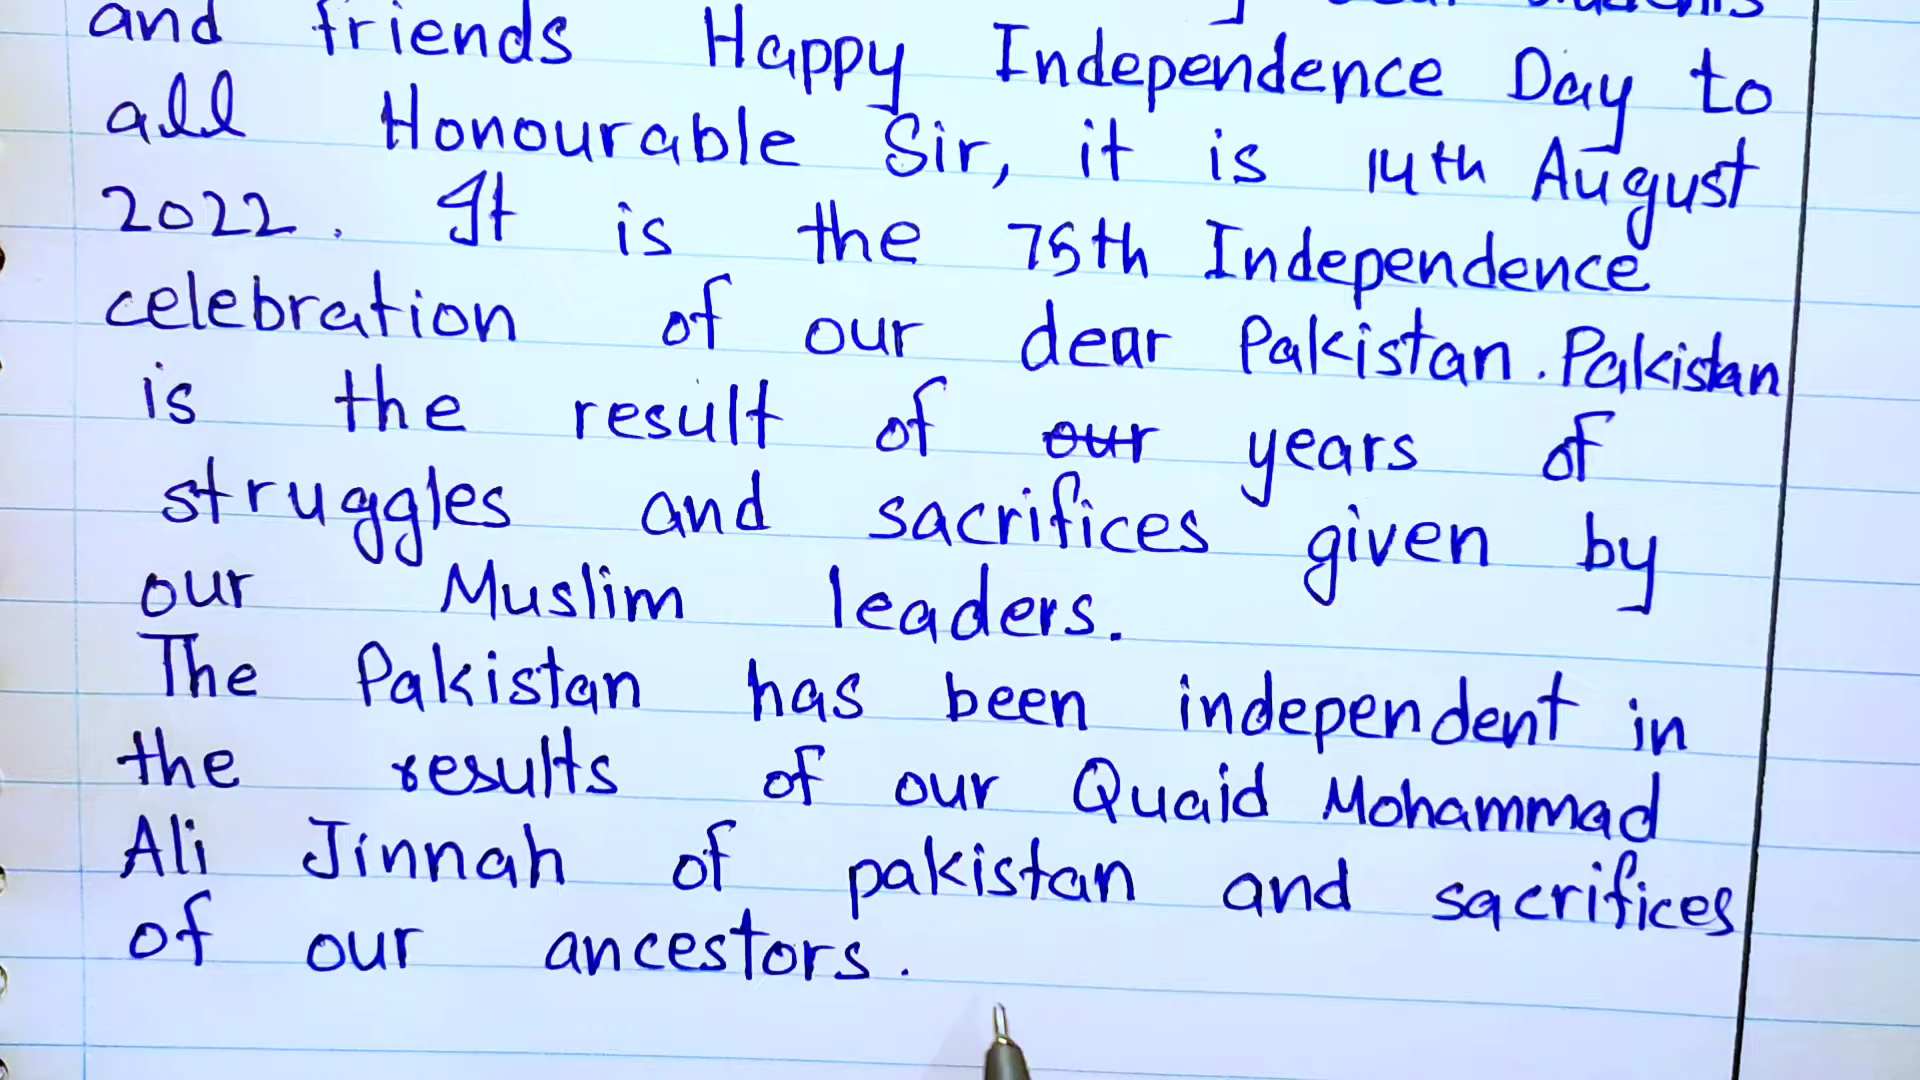 and friends Happy Independence Day to
all Honourable Sir, it is 14th August
2022. It is the 75th Independence
celebration of our dear Pakistan. Pakistan
is the result of our years of
struggles and sacrifices given by
our Muslim leaders.
The Pakistan has been independent in
the results of our Quaid Mohammad
Ali Jinnah of pakistan and sacrifices
of our ancestors.